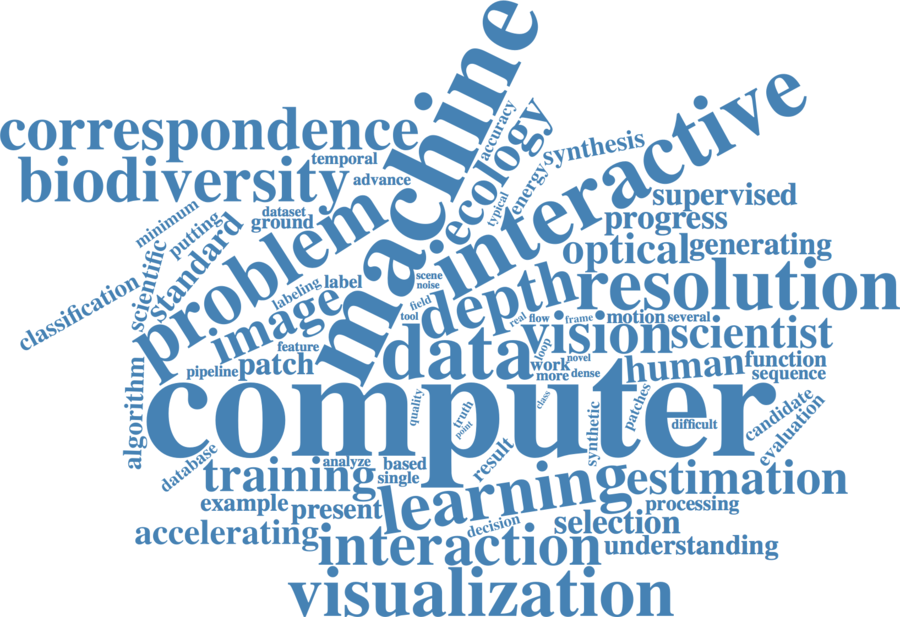 machine
correspondence
interactive
accuracy
ecology
synthesis
temporal
biodiversity
advance
energy
typical
supervised
minimum
putting
dataset
ground
progress
standard
problem
optical
generating
scientific
scene
noise
labeling
label
classification
image
field
tool
depth
resolution
real
flow
frame
motion
several
feature
data
vision
scientist
loop
pipeline
patch
work
novel
more
dense
human
function
sequence
algorithm
computer
quality
truth
point
class
synthetic
patches
difficult
candidate
evaluation
database
training
analyze
based
single
result
learning
estimation
example
present
processing
accelerating
decision
selection
interaction
understanding
visualization